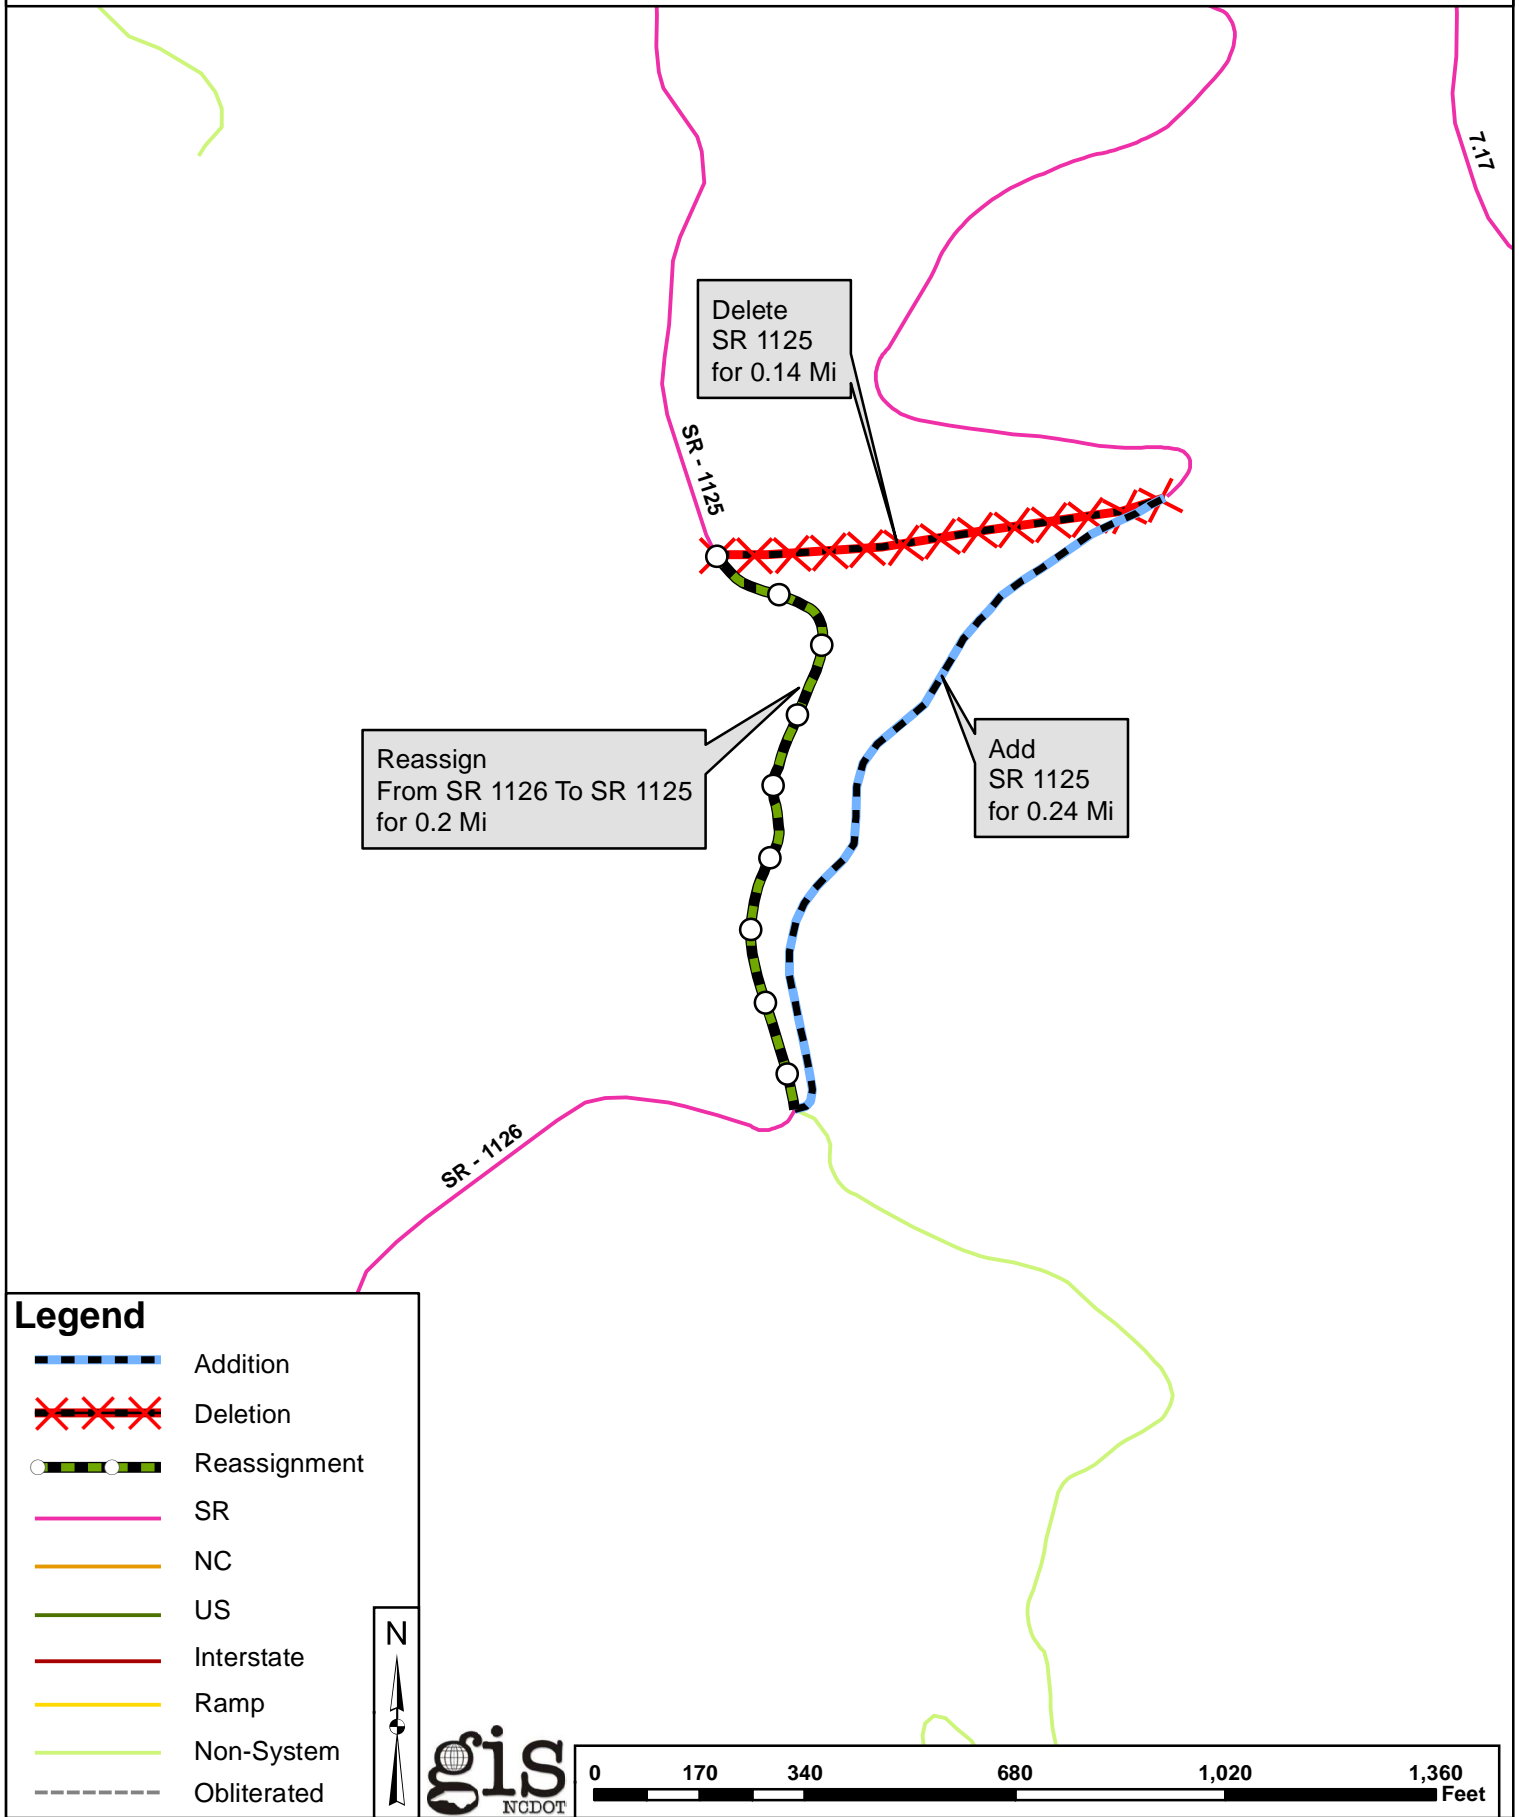 7.17
Delete
SR 1125
for 0.14 Mi
SR - 1125
Reassign
From SR 1126 To SR 1125
for 0.2 Mi
Add
SR 1125
for 0.24 Mi
SR - 1126
Legend
Addition
Deletion
Reassignment
SR
NC
US
Interstate
Ramp
Non-System
Obliterated
N
gis
NCDOT
0 170 340 680 1,020 1,360
Feet